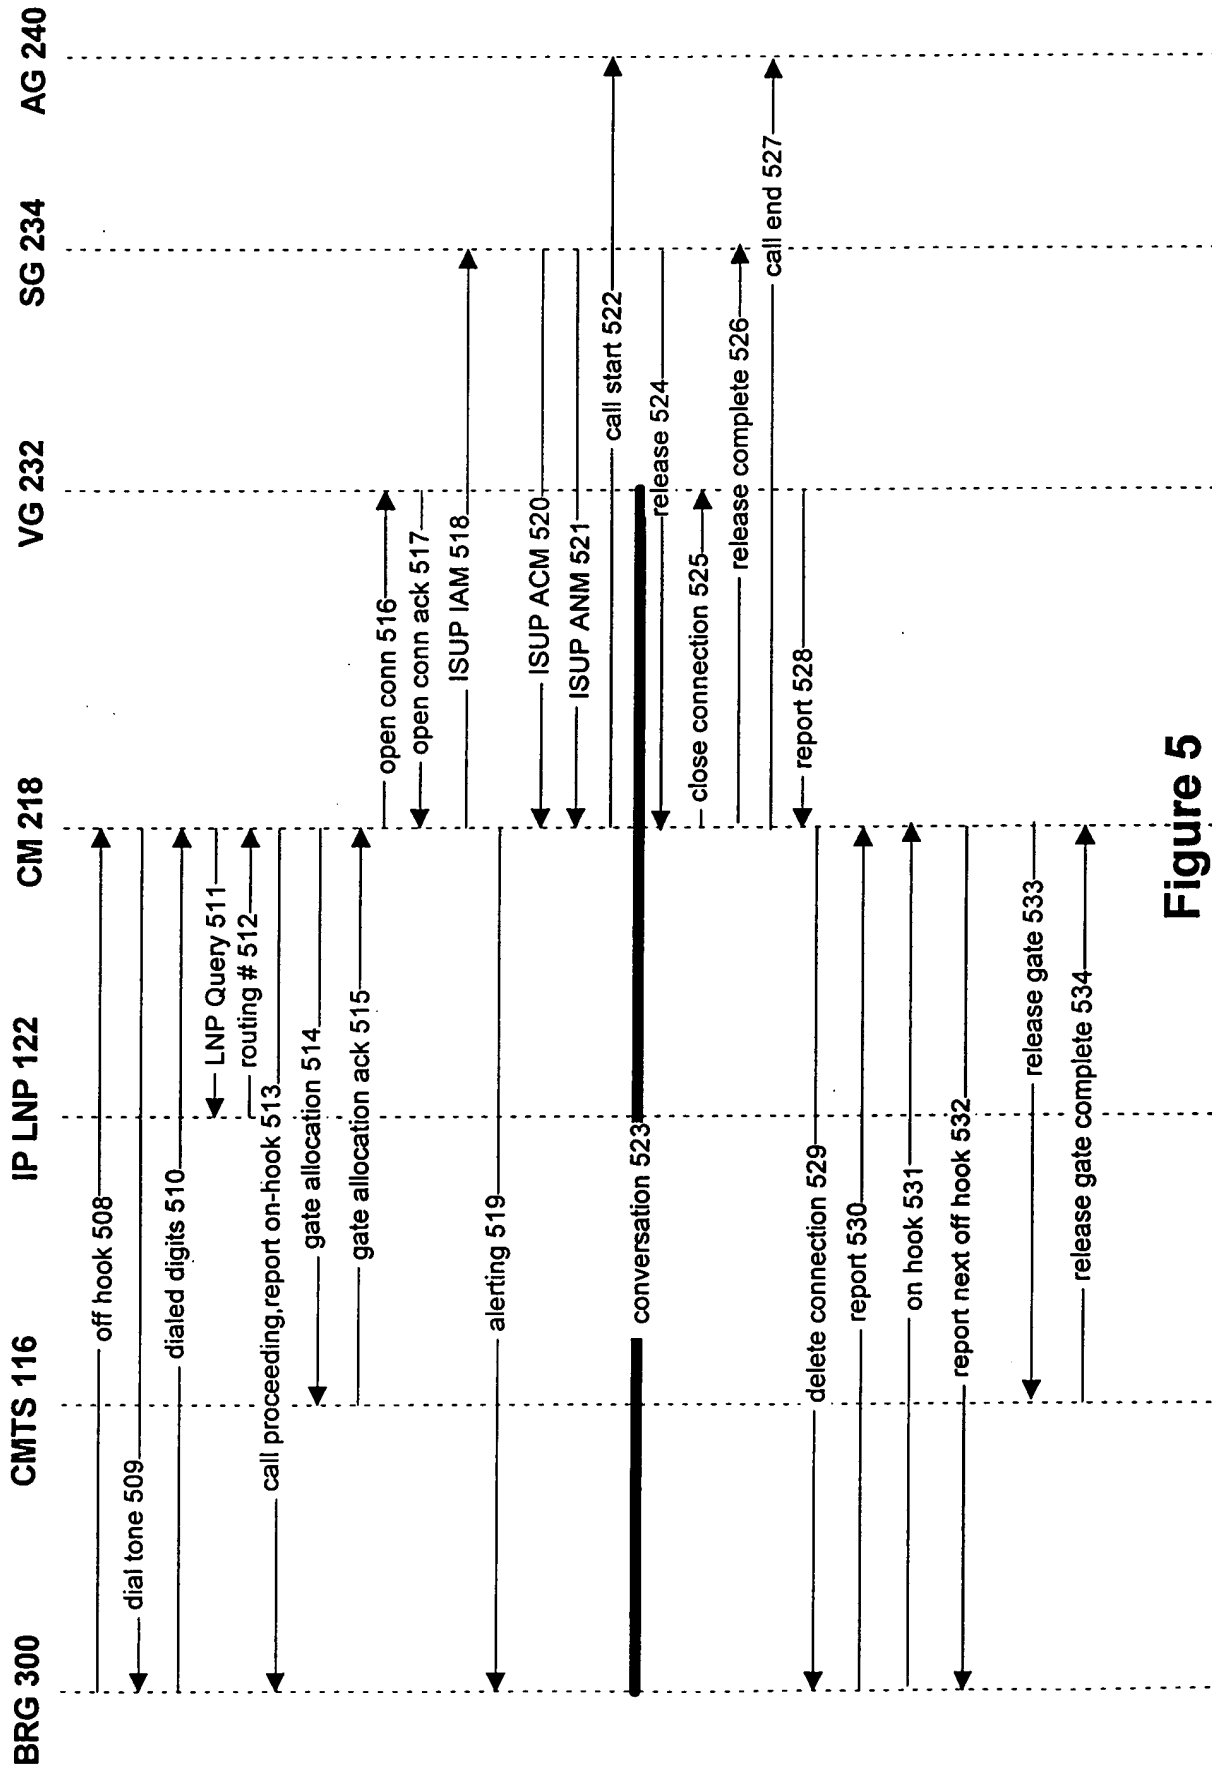 BRG 300
CMTS 116
IP LNP 122
CM 218
VG 232
SG 234
AG 240
off hook 508
dial tone 509
dialed digits 510
LNP Query 511
routing # 512
call proceeding,report on-hook 513
gate allocation 514
gate allocation ack 515
open conn 516
open conn ack 517
ISUP IAM 518
alerting 519
ISUP ACM 520
ISUP ANM 521
call start 522
conversation 523
release 524
close connection 525
release complete 526
call end 527
report 528
delete connection 529
report 530
on hook 531
report next off hook 532
release gate 533
release gate complete 534
Figure 5